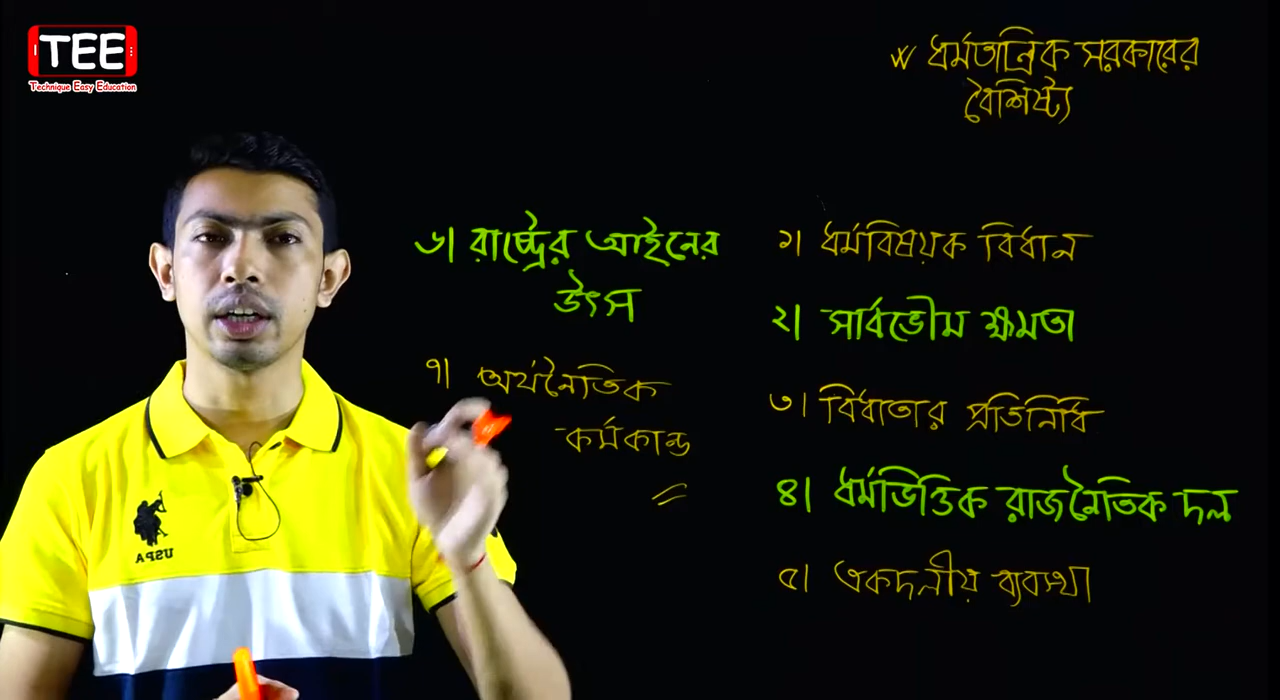 TEE
Technique Easy Education
ধর্মতান্ত্রিক সরকারের
বৈশিষ্ট্য
১। ধর্মবিষয়ক বিধান
২। সার্বভৌম ক্ষমতা
৩। বিধাতার প্রতিনিধি
৪। ধর্মভিত্তিক রাজনৈতিক দল
৫। একদলীয় ব্যবস্থা
৬। রাষ্ট্রের আইনের
উৎস
৭। অর্থনৈতিক
কর্মকান্ড
USPA